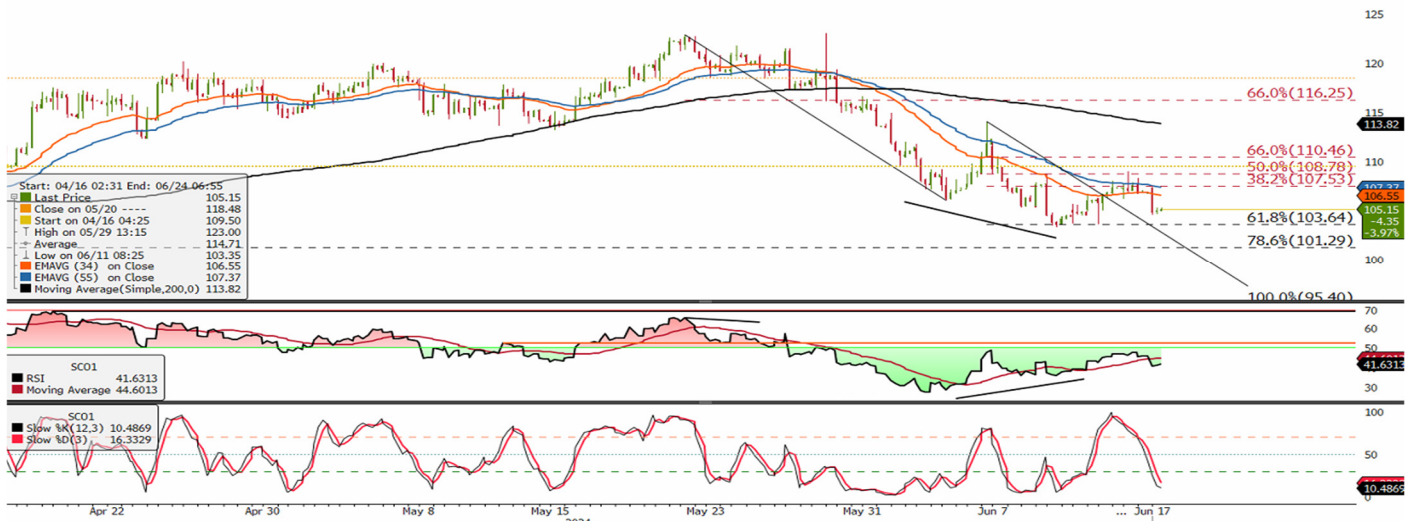 125
120
66.0%(116.25)
115
113.82
110
66.0%(110.46)
50.0%(108.78)
38.2%(107.53)
107.37
106.55
105.15
-4.35
-3.97%
61.8%(103.64)
78.6%(101.29)
100
100.0%(95.40)
Start: 04/16 02:31 End: 06/24 06:55
Last Price 105.15
Close on 05/20 ---- 118.48
Start on 04/16 04:25 109.50
High on 05/29 13:15 123.00
Average 114.71
Low on 06/11 08:25 103.35
EMAVG (34) on Close 106.55
EMAVG (55) on Close 107.37
Moving Average(Simple,200,0) 113.82
70
60
50
41.6313
30
SCO1
RSI 41.6313
Moving Average 44.6013
100
50
10.4869
0
SCO1
Slow %K(12,3) 10.4869
Slow %D(3) 16.3329
Apr 22 Apr 30 May 8 May 15 May 23 May 31 Jun 7 ... Jun 17